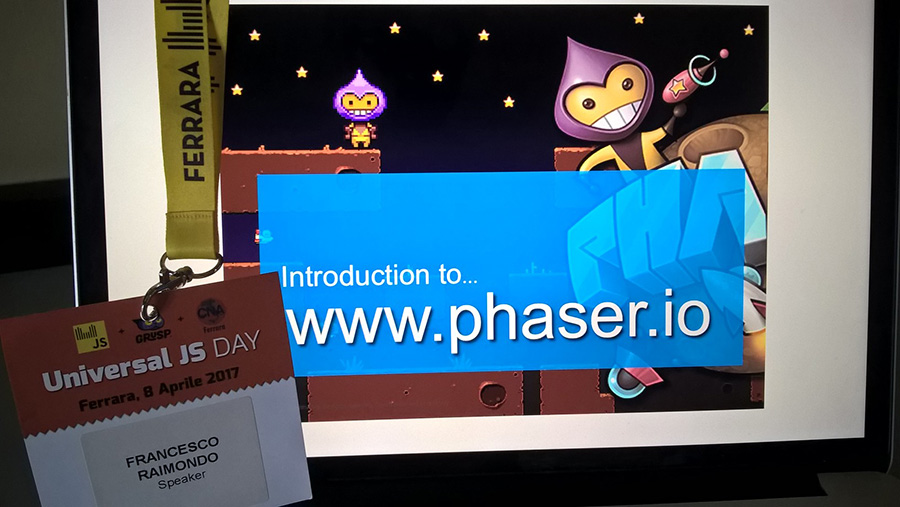 FERRARA
Introduction to...
www.phaser.io
JS
GRUSP
CNA
Ferrara
Universal JS DAY
Ferrara, 8 Aprile 2017
FRANCESCO
RAIMONDO
Speaker